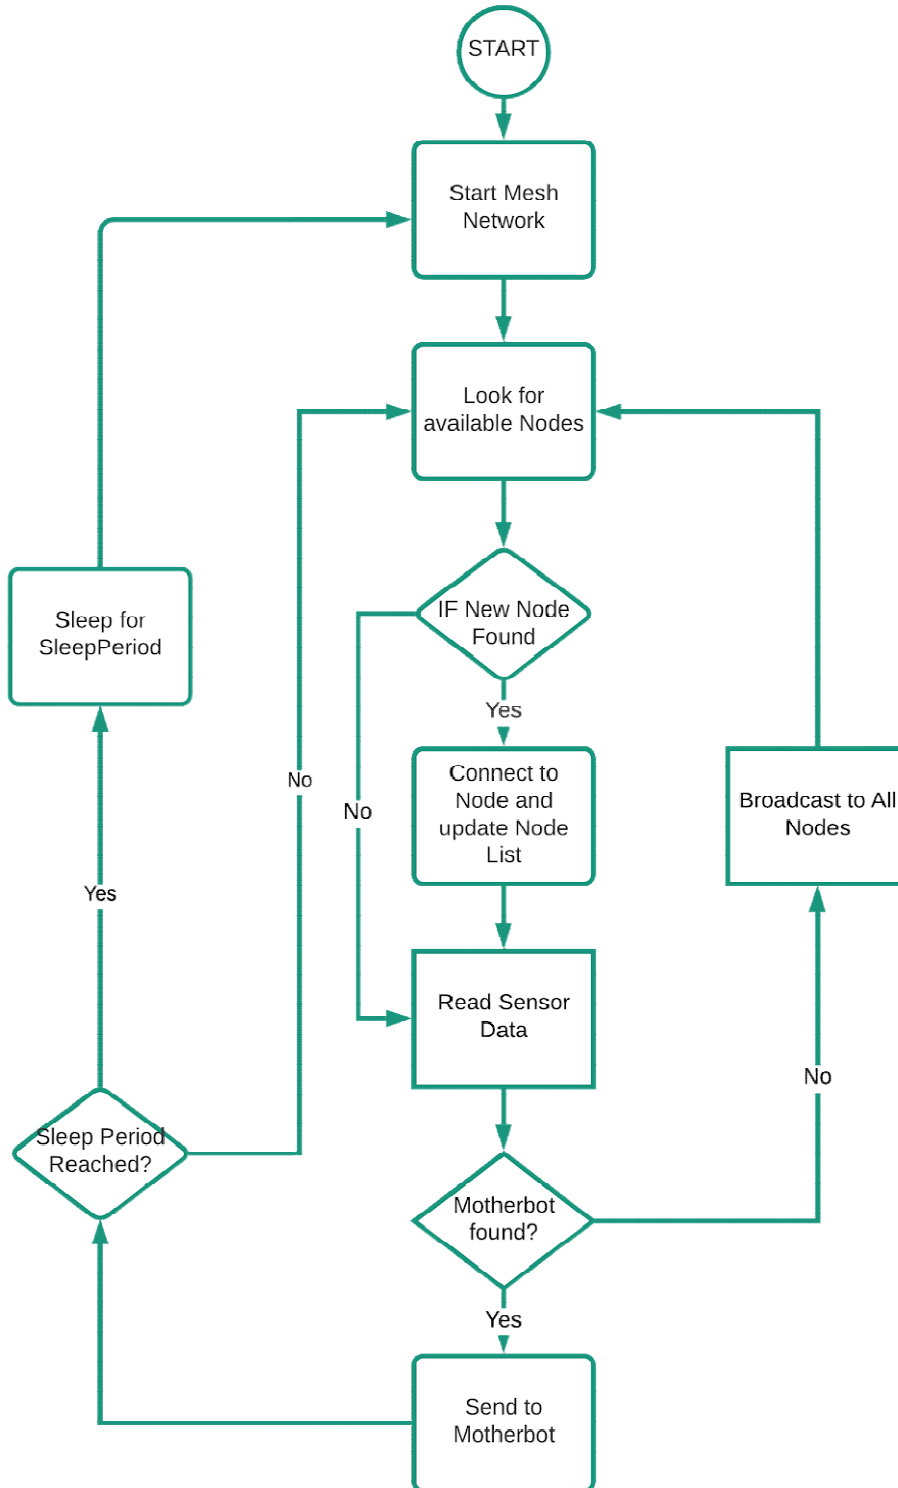 START
Start Mesh
Network
Look for
available Nodes
IF New Node
Found
Yes
No
Connect to
Node and
update Node
List
Read Sensor
Data
Motherbot
found?
Yes
No
Send to
Motherbot
Broadcast to All
Nodes
Sleep Period
Reached?
Yes
No
Sleep for
SleepPeriod